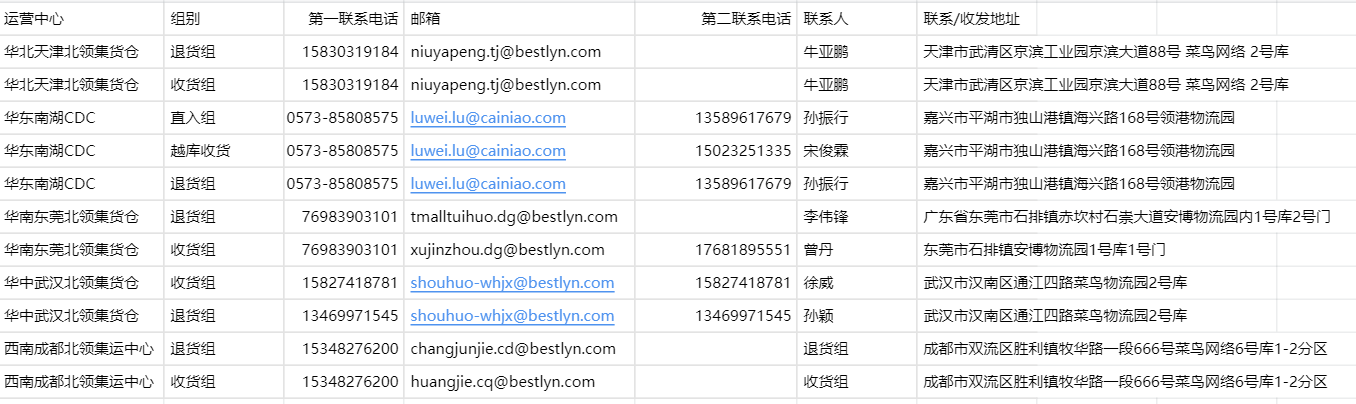 运营中心 组别 第一联系电话 邮箱 第二联系电话 联系人 联系/收发地址
华北天津北领集货仓 退货组 15830319184 niuyapeng.tj@bestlyn.com 牛亚鹏 天津市武清区京滨工业园京滨大道88号 菜鸟网络 2号库
华北天津北领集货仓 收货组 15830319184 niuyapeng.tj@bestlyn.com 牛亚鹏 天津市武清区京滨工业园京滨大道88号 菜鸟网络 2号库
华东南湖CDC 直入组 0573-85808575 luwei.lu@cainiao.com 13589617679 孙振行 嘉兴市平湖市独山港镇海兴路168号领港物流园
华东南湖CDC 越库收货 0573-85808575 luwei.lu@cainiao.com 15023251335 宋俊霖 嘉兴市平湖市独山港镇海兴路168号领港物流园
华东南湖CDC 退货组 0573-85808575 luwei.lu@cainiao.com 13589617679 孙振行 嘉兴市平湖市独山港镇海兴路168号领港物流园
华南东莞北领集货仓 退货组 76983903101 tmalltuihuo.dg@bestlyn.com 李伟锋 广东省东莞市石排镇赤坎村石崇大道安博物流园内1号库2号门
华南东莞北领集货仓 收货组 76983903101 xujinzhou.dg@bestlyn.com 17681895551 曾丹 东莞市石排镇安博物流园1号库1号门
华中武汉北领集货仓 收货组 15827418781 shouhuo-whjx@bestlyn.com 15827418781 徐威 武汉市汉南区通江四路菜鸟物流园2号库
华中武汉北领集货仓 退货组 13469971545 shouhuo-whjx@bestlyn.com 13469971545 孙颖 武汉市汉南区通江四路菜鸟物流园2号库
西南成都北领集运中心 退货组 15348276200 changjunjie.cd@bestlyn.com 退货组 成都市双流区胜利镇牧华路一段666号菜鸟网络6号库1-2分区
西南成都北领集运中心 收货组 15348276200 huangjie.cq@bestlyn.com 收货组 成都市双流区胜利镇牧华路一段666号菜鸟网络6号库1-2分区